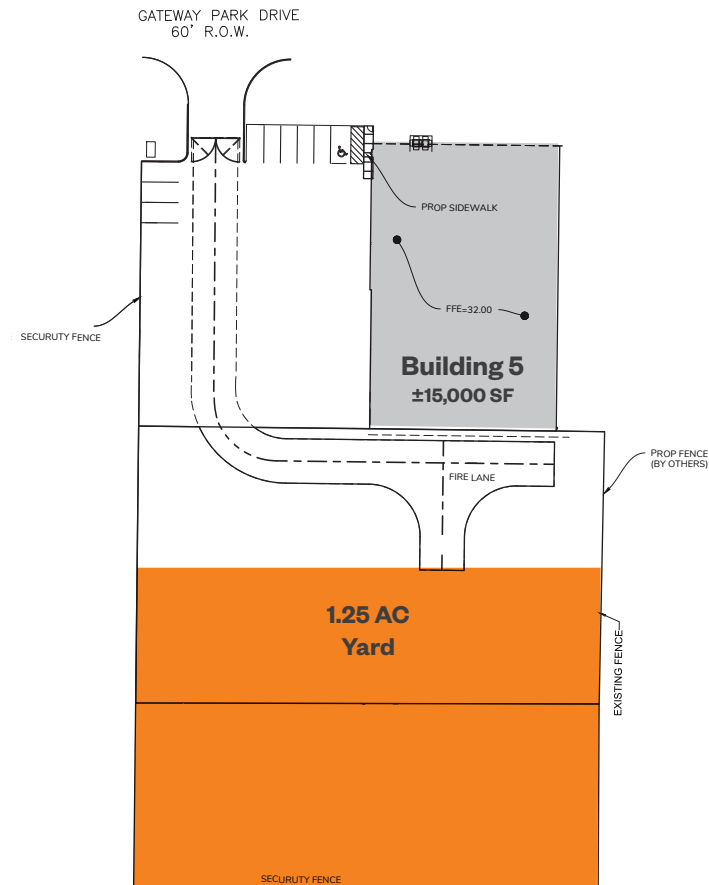 GATEWAY PARK DRIVE
60' R.O.W.
PROP SIDEWALK
FFE=32.00
SECURUTY FENCE
Building 5
±15,000 SF
PROP FENCE
(BY OTHERS)
FIRE LANE
1.25 AC
Yard
EXISTING FENCE
SECURUTY FENCE